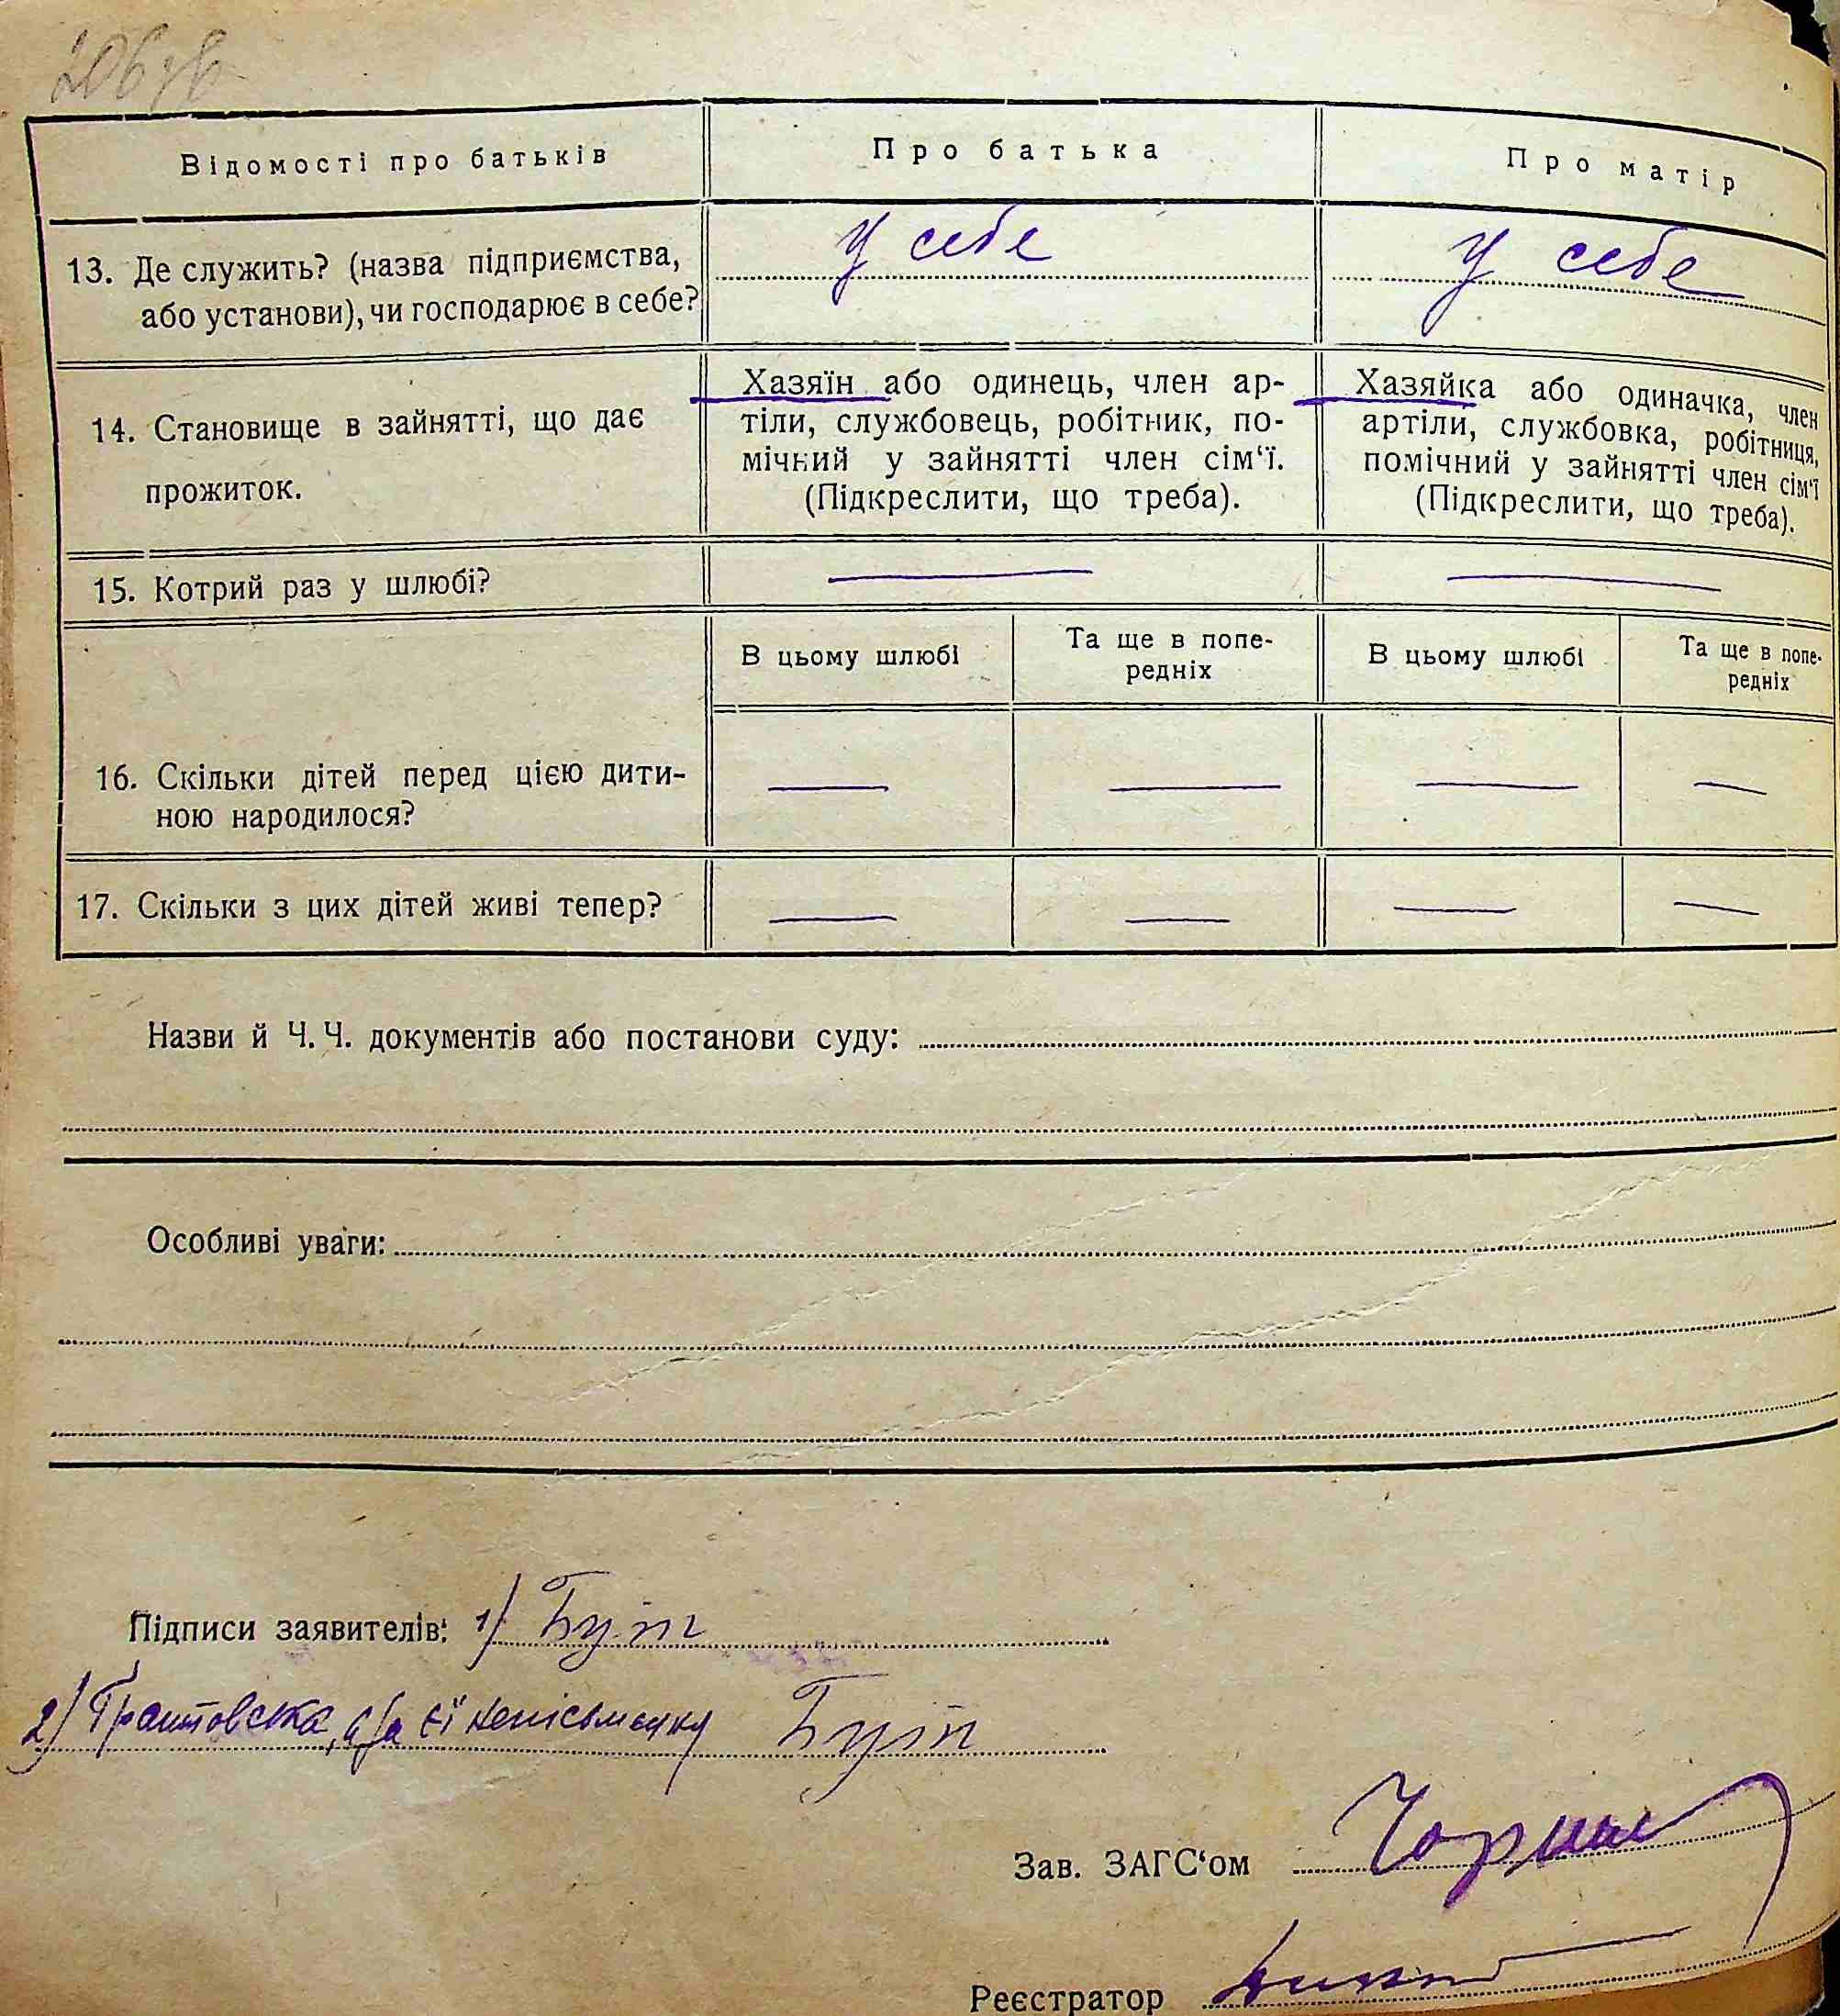 206 зв
Відомості про батьків
Про батька
Про матір
13. Де служить? (назва підприємства,
або установи), чи господарює в себе?
У себе
У себе
14. Становище в зайнятті, що дає
прожиток.
Хазяїн або одинець, член ар-
тіли, службовець, робітник, по-
мічний у зайнятті член сім‘ї.
(Підкреслити, що треба).
Хазяйка або одиначка, член
артіли, службовка, робітниця,
помічний у зайнятті член сім‘ї
(Підкреслити, що треба).
15. Котрий раз у шлюбі?
В цьому шлюбі
Та ще в попе-
редніх
В цьому шлюбі
Та ще в попе-
редніх
16. Скільки дітей перед цією дити-
ною народилося?
17. Скільки з цих дітей живі тепер?
Назви й Ч. Ч. документів або постанови суду:
Особливі уваги:
Підписи заявителів: 1)
2) її
Зав. ЗАГС‘ом
Реєстратор